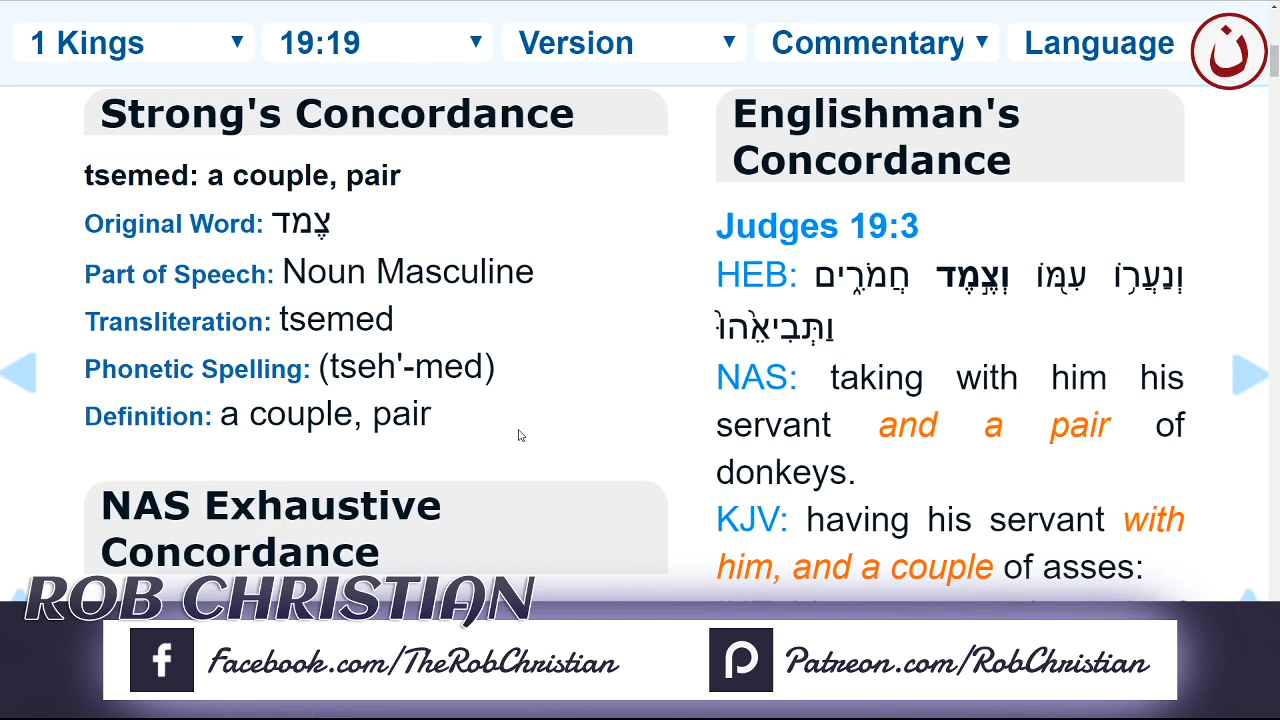 1 Kings
19:19
Version
Commentary
Language
ن
Strong's Concordance
tsemed: a couple, pair
Original Word: צֶמד
Part of Speech: Noun Masculine
Transliteration: tsemed
Phonetic Spelling: (tseh'-med)
Definition: a couple, pair
NAS Exhaustive
Concordance
Englishman's
Concordance
Judges 19:3
HEB: וְנַעֲר֥וֹ עִמּ֖וֹ וְצֶ֣מֶד חֲמֹרִ֑ים
וַתְּבִיאֵ֙הוּ֙
NAS: taking with him his
servant and a pair of
donkeys.
KJV: having his servant with
him, and a couple of asses:
ROB CHRISTIAN
f Facebook.com/TheRobChristian
Patreon.com/RobChristian